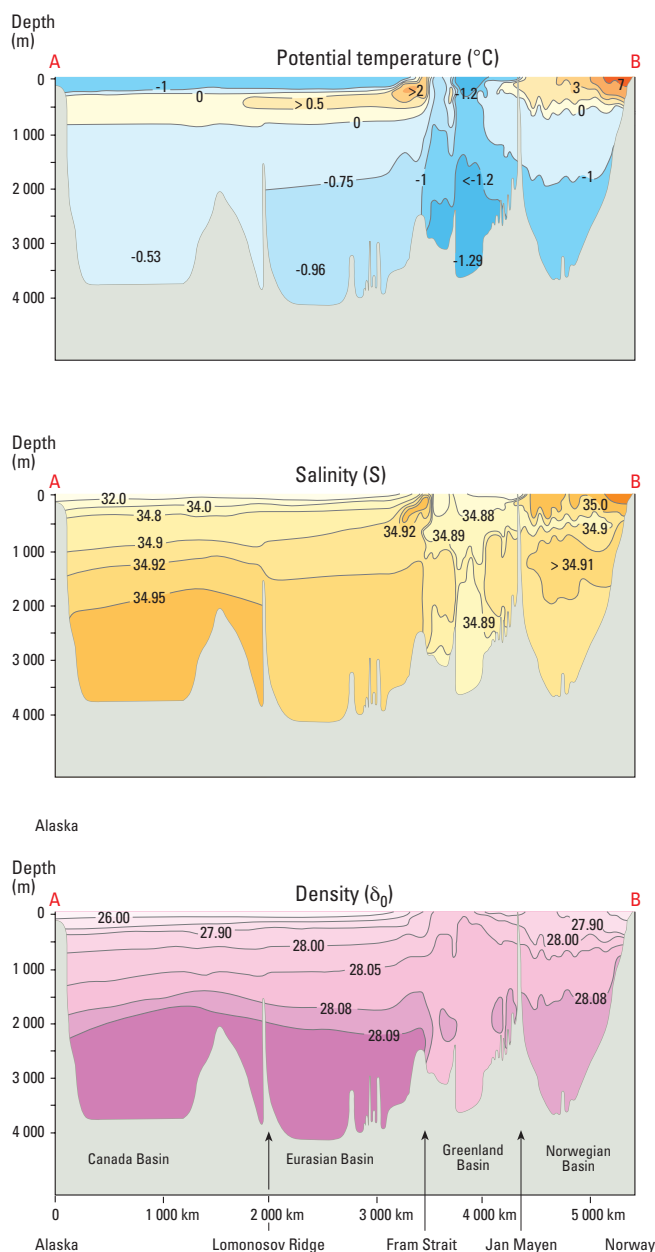 Depth
(m)
A
Potential temperature (°C)
B
0
-1
0
> 0.5
>2
-1.2
3
7
0
1 000
0
-0.75
-1
<-1.2
-1
2 000
3 000
-0.53
-0.96
-1.29
4 000
Depth
(m)
A
Salinity (S)
B
0
32.0
34.0
34.8
34.92
34.88
35.0
34.89
34.9
1 000
34.9
34.92
> 34.91
34.95
2 000
34.89
3 000
4 000
Alaska
Depth
(m)
A
Density (δ0)
B
0
26.00
27.90
27.90
28.00
28.00
1 000
28.05
28.08
28.08
2 000
28.09
3 000
4 000
Canada Basin
Eurasian Basin
Greenland
Basin
Norwegian
Basin
0
1 000 km
2 000 km
3 000 km
4 000 km
5 000 km
Alaska
Lomonosov Ridge
Fram Strait
Jan Mayen
Norway